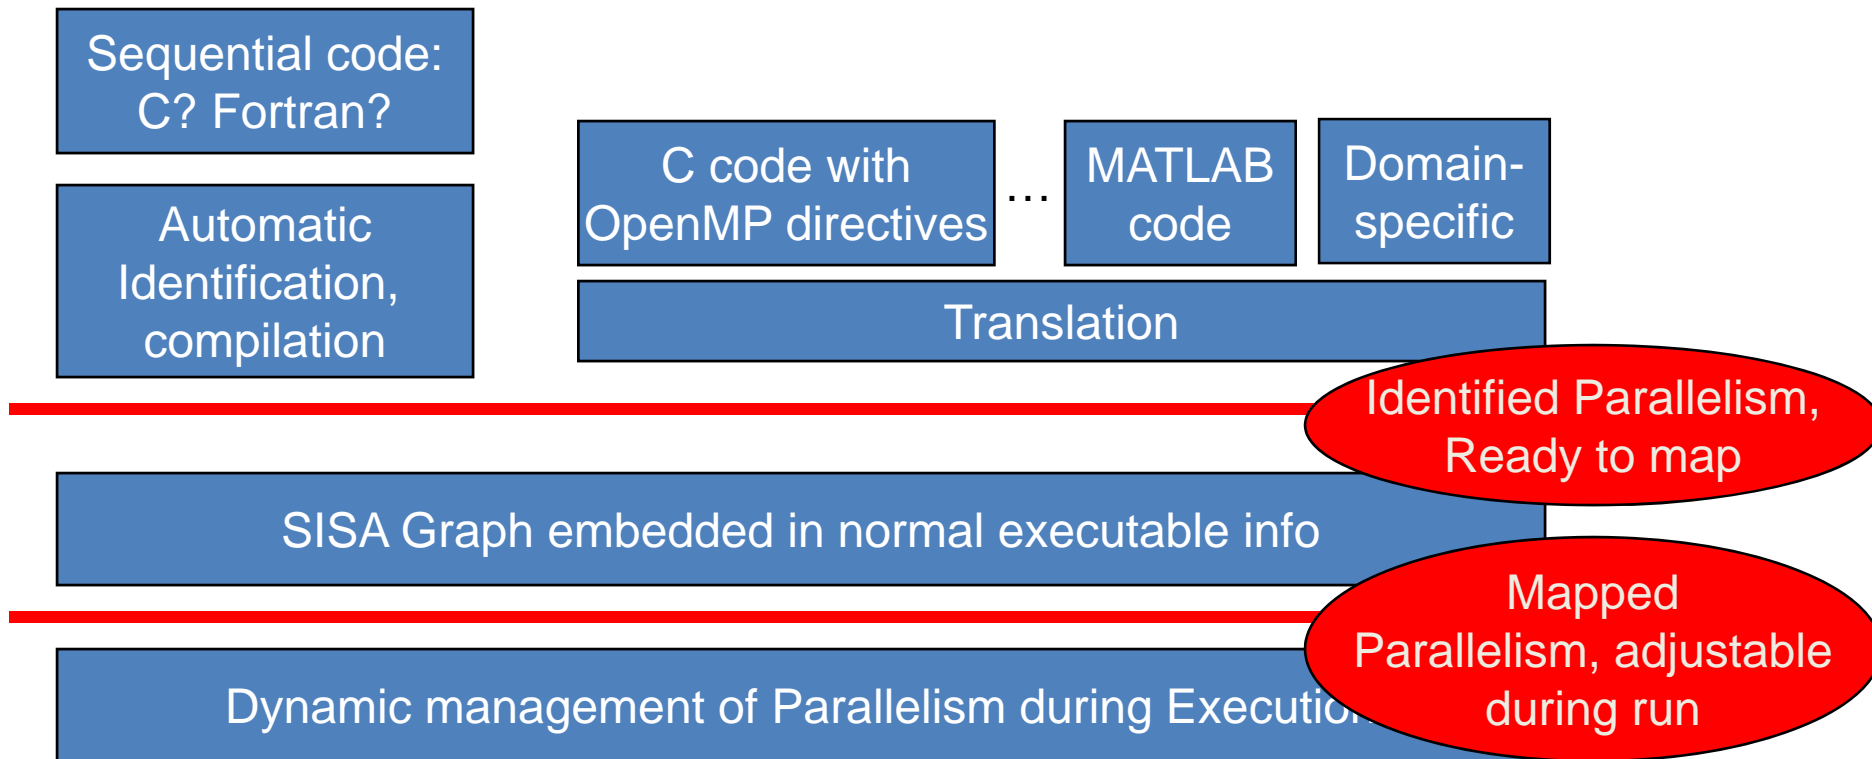 Sequential code:
C? Fortran?
Automatic
Identification,
compilation
C code with
OpenMP directives
...
MATLAB
code
Domain-
specific
Translation
Identified Parallelism,
Ready to map
SISA Graph embedded in normal executable info
Mapped
Parallelism, adjustable
during run
Dynamic management of Parallelism during Execution